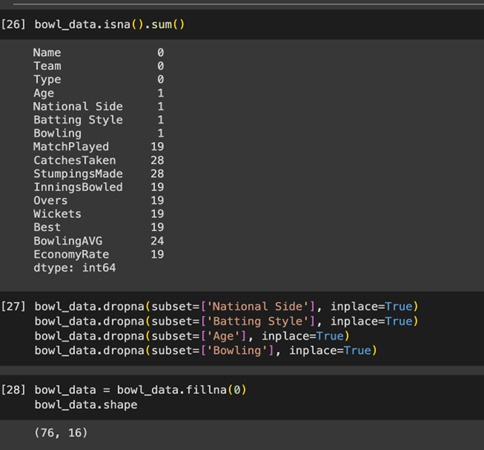 [26] bowl_data.isna().sum()
Name 0
Team 0
Type 0
Age 1
National Side 1
Batting Style 1
Bowling 1
MatchPlayed 19
CatchesTaken 28
StumpingsMade 28
InningsBowled 19
Overs 19
Wickets 19
Best 19
BowlingAVG 24
EconomyRate 19
dtype: int64
[27] bowl_data.dropna(subset=['National Side'], inplace=True)
bowl_data.dropna(subset=['Batting Style'], inplace=True)
bowl_data.dropna(subset=['Age'], inplace=True)
bowl_data.dropna(subset=['Bowling'], inplace=True)
[28] bowl_data = bowl_data.fillna(0)
bowl_data.shape
(76, 16)